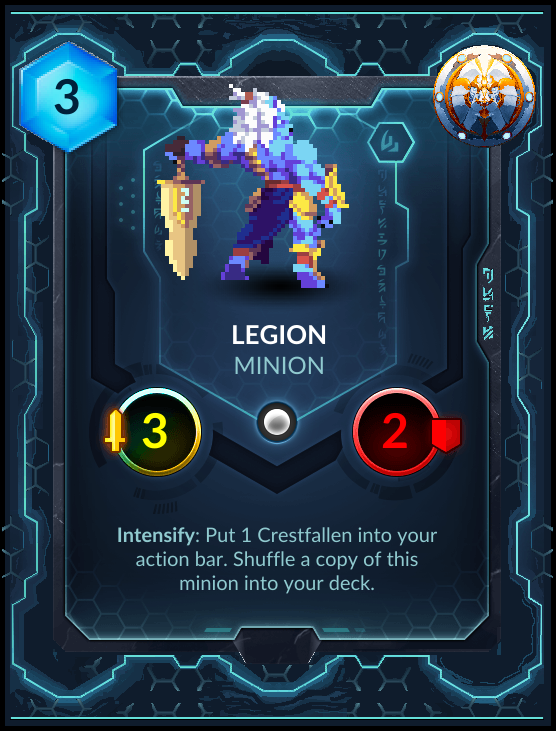 3
LEGION
MINION
3
2
Intensify: Put 1 Crestfallen into your
action bar. Shuffle a copy of this
minion into your deck.